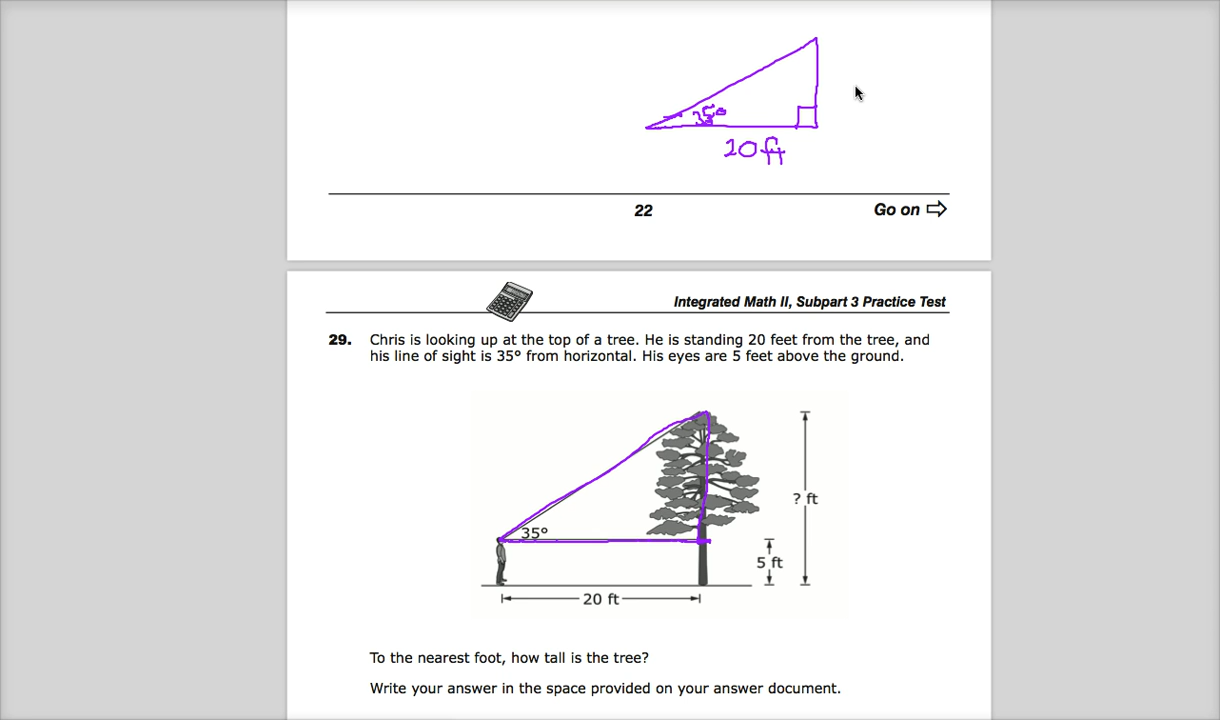 35°
20ft
22
Go on
Integrated Math II, Subpart 3 Practice Test
29. Chris is looking up at the top of a tree. He is standing 20 feet from the tree, and
his line of sight is 35° from horizontal. His eyes are 5 feet above the ground.
? ft
35°
5 ft
20 ft
To the nearest foot, how tall is the tree?
Write your answer in the space provided on your answer document.